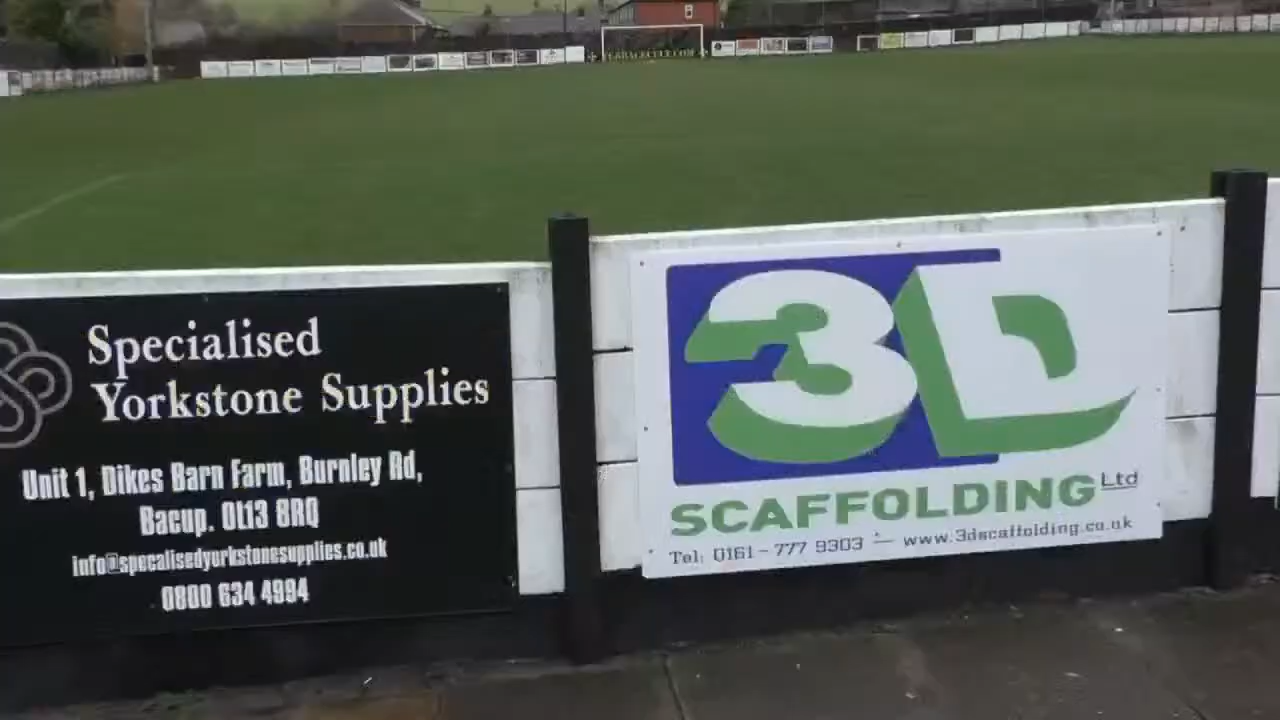 Specialised
Yorkstone Supplies
Unit 1, Dikes Barn Farm, Burnley Rd,
Bacup. OL13 8RQ
info@specalisedyorkstonesupplies.co.uk
0800 634 4994
3D
SCAFFOLDING Ltd
Tel: 0161-777 9303 — www.3dscaffolding.co.uk